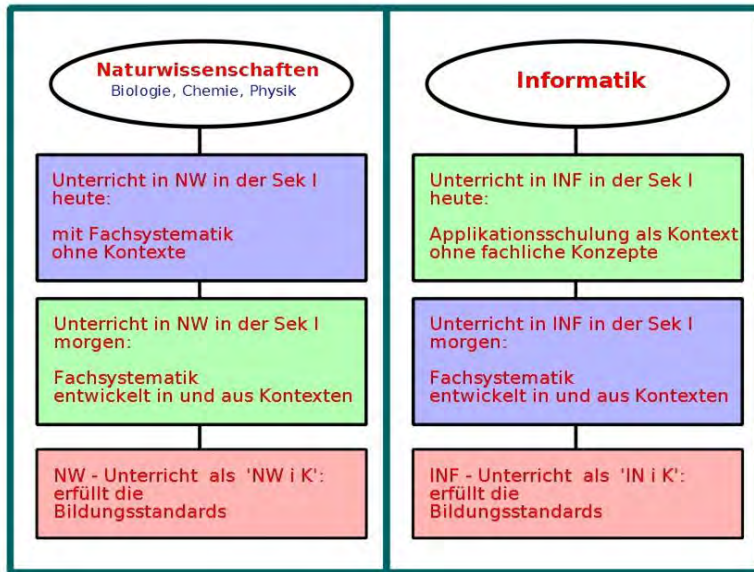 Naturwissenschaften
Biologie, Chemie, Physik
Unterricht in NW in der Sek I
heute:
mit Fachsystematik
ohne Kontexte
Unterricht in NW in der Sek I
morgen:
Fachsystematik
entwickelt in und aus Kontexten
NW - Unterricht als 'NW i K':
erfüllt die
Bildungsstandards
Informatik
Unterricht in INF in der Sek I
heute:
Applikationsschulung als Kontext
ohne fachliche Konzepte
Unterricht in INF in der Sek I
morgen:
Fachsystematik
entwickelt in und aus Kontexten
INF - Unterricht als 'IN i K':
erfüllt die
Bildungsstandards